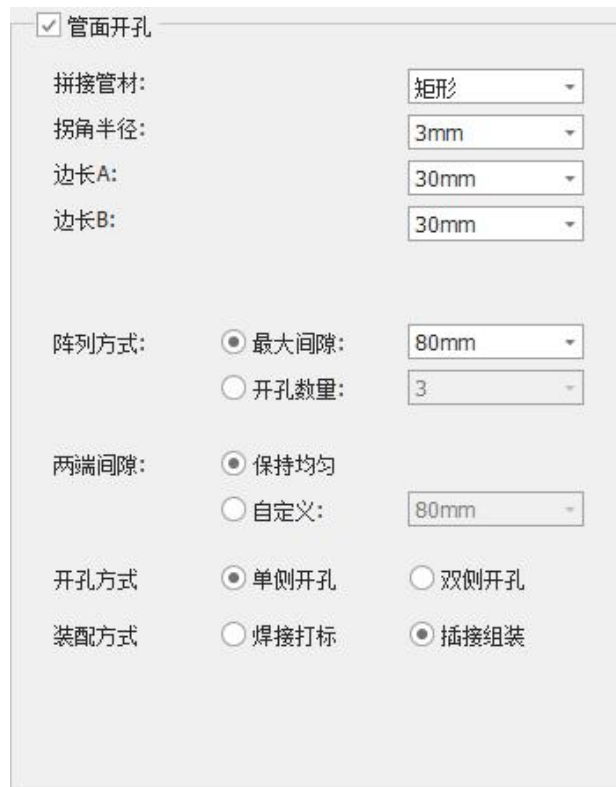 管面开孔
拼接管材: 矩形
拐角半径: 3mm
边长A: 30mm
边长B: 30mm
阵列方式: 最大间隙: 80mm
开孔数量: 3
两端间隙: 保持均匀
自定义: 80mm
开孔方式 单侧开孔 双侧开孔
装配方式 焊接打标 插接组装